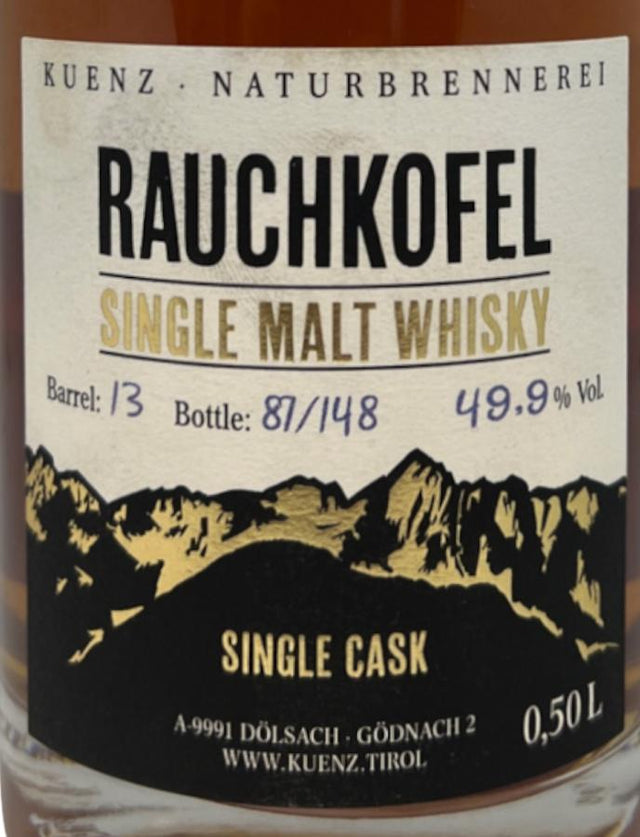 KUENZ · NATURBRENNEREI
RAUCHKOFEL
SINGLE MALT WHISKY
Barrel: 13 Bottle: 87/148 49.9 % Vol.
SINGLE CASK
0,50 L
A-9991 DÖLSACH · GÖDNACH 2
WWW.KUENZ.TIROL